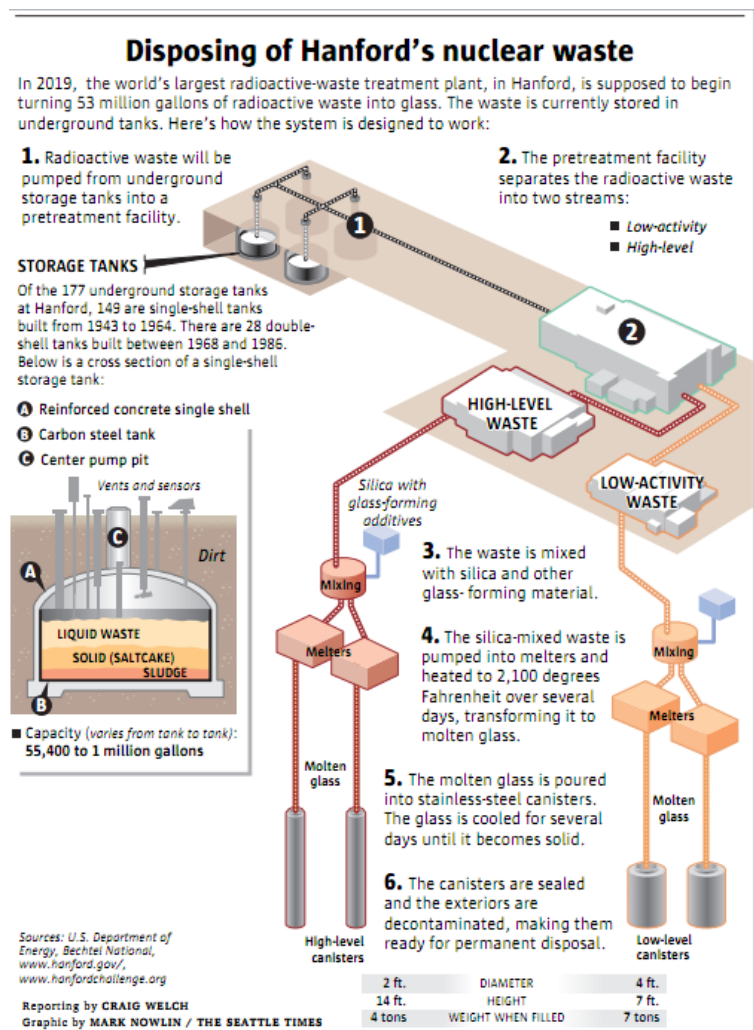 Disposing of Hanford's nuclear waste
In 2019, the world's largest radioactive-waste treatment plant, in Hanford, is supposed to begin
turning 53 million gallons of radioactive waste into glass. The waste is currently stored in
underground tanks. Here's how the system is designed to work:
1. Radioactive waste will be
pumped from underground
storage tanks into a
pretreatment facility.
2. The pretreatment facility
separates the radioactive waste
into two streams:
■ Low-activity
■ High-level
1
2
STORAGE TANKS
Of the 177 underground storage tanks
at Hanford, 149 are single-shell tanks
built from 1943 to 1964. There are 28 double-
shell tanks built between 1968 and 1986.
Below is a cross section of a single-shell
storage tank:
A Reinforced concrete single shell
B Carbon steel tank
C Center pump pit
Vents and sensors
C
Dirt
A
LIQUID WASTE
SOLID (SALTCAKE)
SLUDGE
B
■ Capacity (varies from tank to tank):
55,400 to 1 million gallons
HIGH-LEVEL
WASTE
LOW-ACTIVITY
WASTE
Silica with
glass-forming
additives
Mixing
Melters
Molten
glass
High-level
canisters
3. The waste is mixed
with silica and other
glass- forming material.
4. The silica-mixed waste is
pumped into melters and
heated to 2,100 degrees
Fahrenheit over several
days, transforming it to
molten glass.
5. The molten glass is poured
into stainless-steel canisters.
The glass is cooled for several
days until it becomes solid.
6. The canisters are sealed
and the exteriors are
decontaminated, making them
ready for permanent disposal.
Mixing
Melters
Molten
glass
Low-level
canisters
2 ft. DIAMETER 4 ft.
14 ft. HEIGHT 7 ft.
4 tons WEIGHT WHEN FILLED 7 tons
Sources: U.S. Department of
Energy, Bechtel National,
www.hanford.gov/,
www.hanfordchallenge.org
Reporting by CRAIG WELCH
Graphic by MARK NOWLIN / THE SEATTLE TIMES